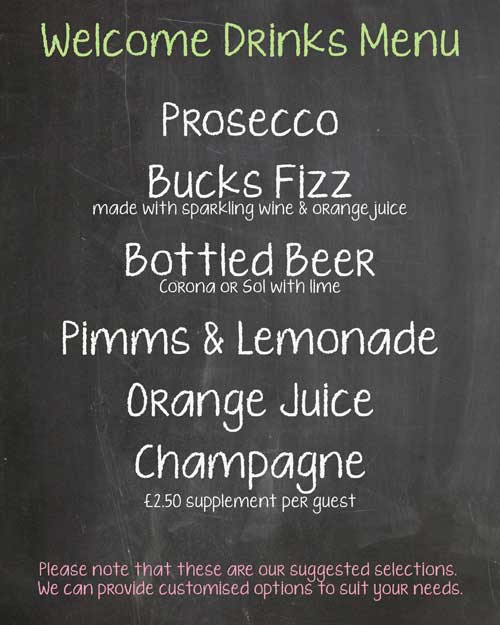 Welcome Drinks Menu
Prosecco
Bucks Fizz
made with sparkling wine & orange juice
Bottled Beer
Corona or Sol with lime
Pimms & Lemonade
Orange Juice
Champagne
£2.50 supplement per guest
Please note that these are our suggested selections.
We can provide customised options to suit your needs.